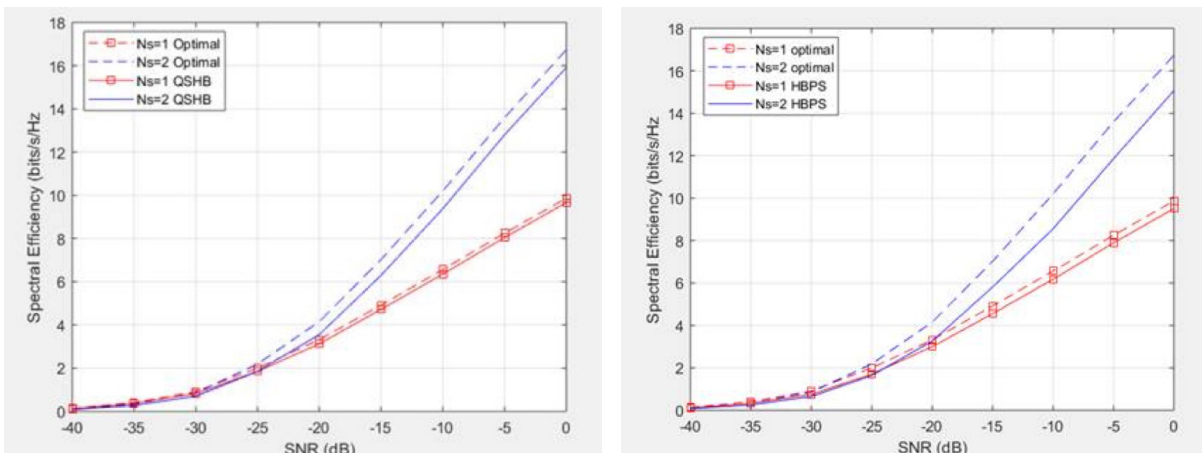 18
16
14
12
10
8
6
4
2
0
Spectral Efficiency (bits/s/Hz)
Ns=1 Optimal
Ns=2 Optimal
Ns=1 QSHB
Ns=2 QSHB
-40 -35 -30 -25 -20 -15 -10 -5 0
SNR (dB)
18
16
14
12
10
8
6
4
2
0
Spectral Efficiency (bits/s/Hz)
Ns=1 optimal
Ns=2 optimal
Ns=1 HBPS
Ns=2 HBPS
-40 -35 -30 -25 -20 -15 -10 -5 0
SNR (dB)